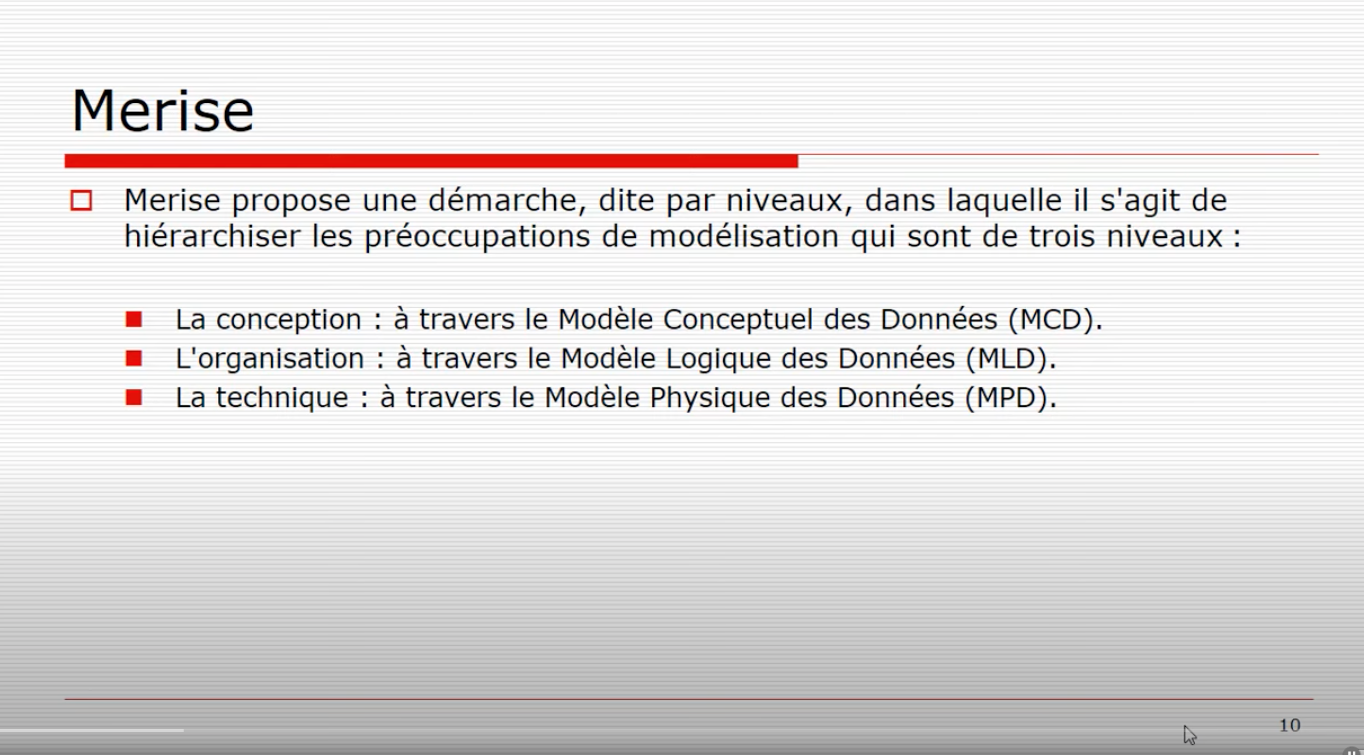 Merise
Merise propose une démarche, dite par niveaux, dans laquelle il s'agit de
hiérarchiser les préoccupations de modélisation qui sont de trois niveaux :
La conception : à travers le Modèle Conceptuel des Données (MCD).
L'organisation : à travers le Modèle Logique des Données (MLD).
La technique : à travers le Modèle Physique des Données (MPD).
10